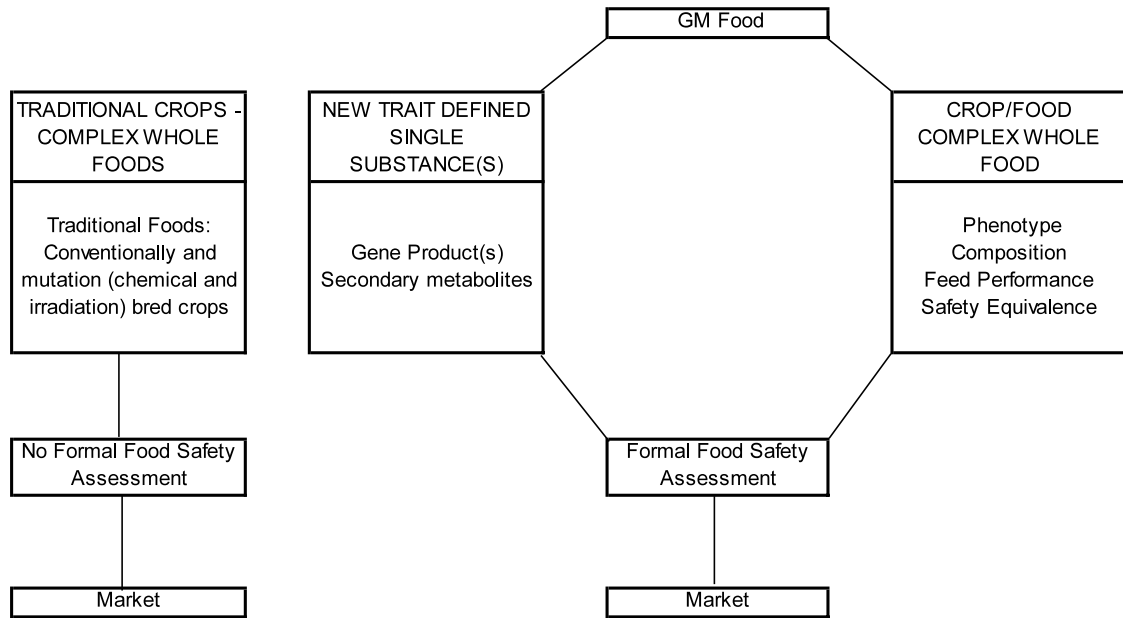 GM Food
TRADITIONAL CROPS -
COMPLEX WHOLE
FOODS
Traditional Foods:
Conventionally and
mutation (chemical and
irradiation) bred crops
No Formal Food Safety
Assessment
Market
NEW TRAIT DEFINED
SINGLE
SUBSTANCE(S)
Gene Product(s)
Secondary metabolites
CROP/FOOD
COMPLEX WHOLE
FOOD
Phenotype
Composition
Feed Performance
Safety Equivalence
Formal Food Safety
Assessment
Market